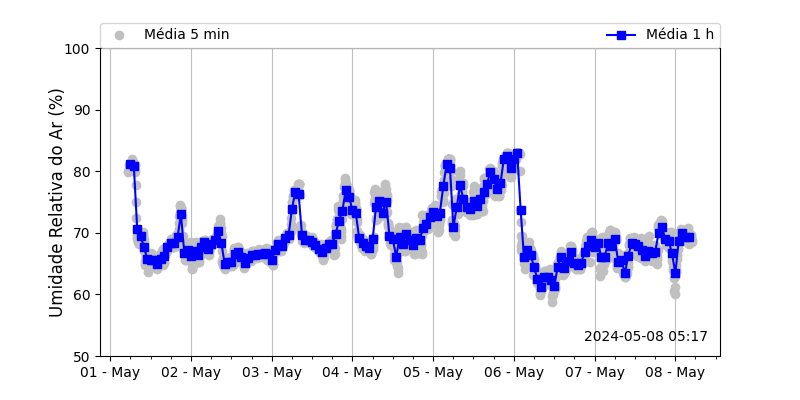 Média 5 min
Média 1 h
Umidade Relativa do Ar (%)
100
90
80
70
60
50
2024-05-08 05:17
01 - May
02 - May
03 - May
04 - May
05 - May
06 - May
07 - May
08 - May